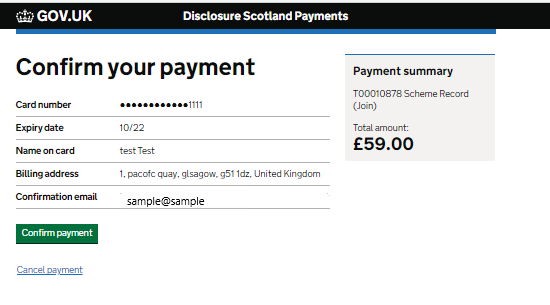 GOV.UK
Disclosure Scotland Payments
Confirm your payment
Card number ●●●●●●●●●●●●1111
Expiry date 10/22
Name on card test Test
Billing address 1, pacofc quay, glsagow, g51 1dz, United Kingdom
Confirmation email sample@sample
Confirm payment
Cancel payment
Payment summary
T00010878 Scheme Record
(Join)
Total amount:
£59.00